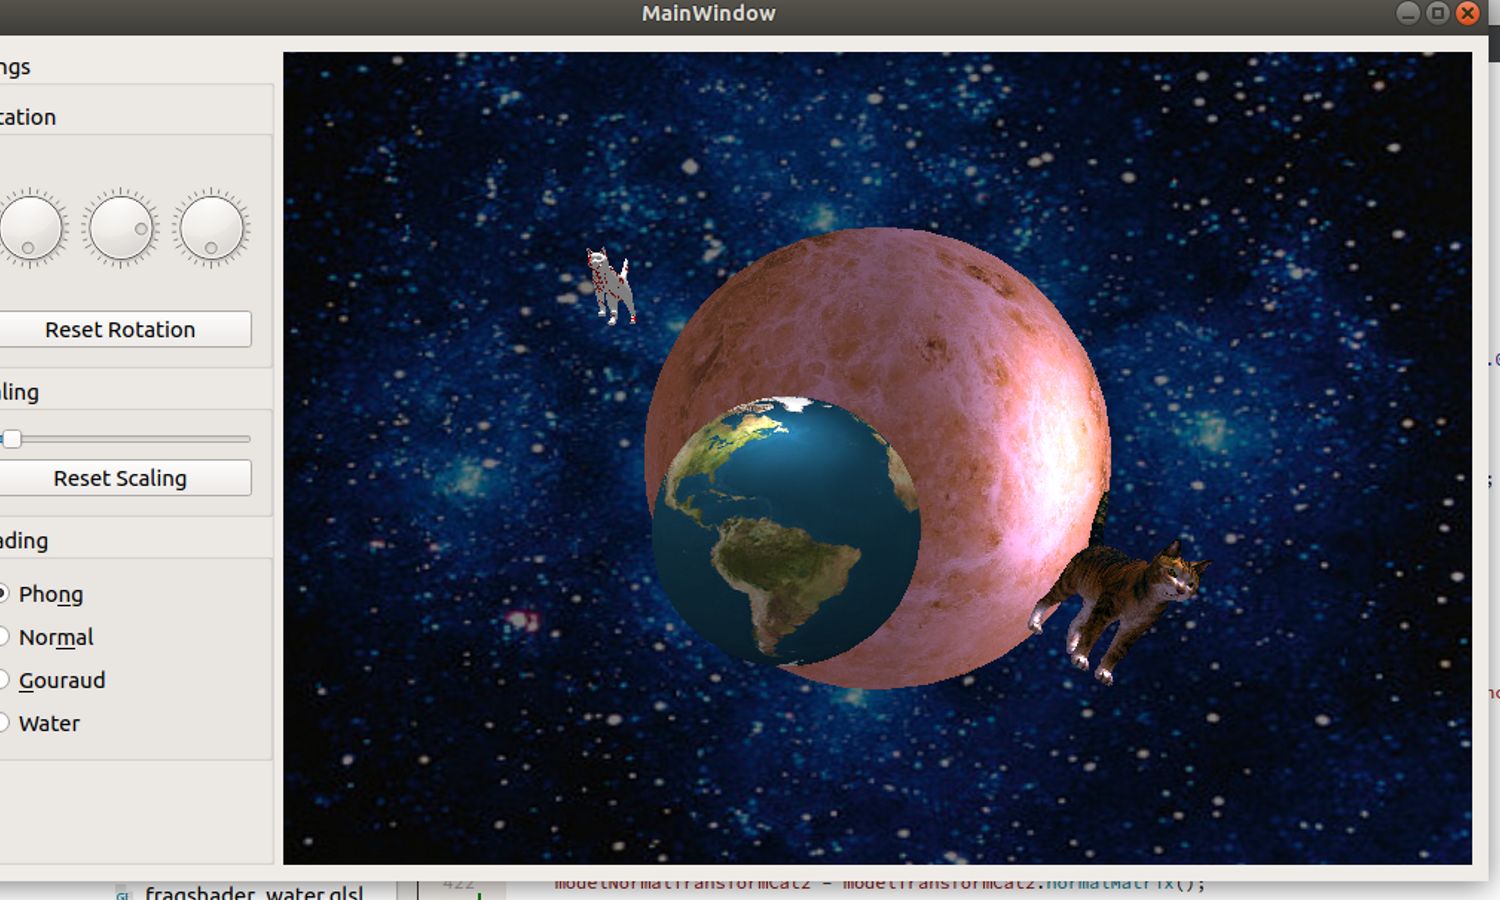 MainWindow
ngs
tation
Reset Rotation
ling
Reset Scaling
ading
Phong
Normal
Gouraud
Water
fragshader_water.glsl
422
modelNormalTransformCat2 = modelTransformCat2.normalMatrix();